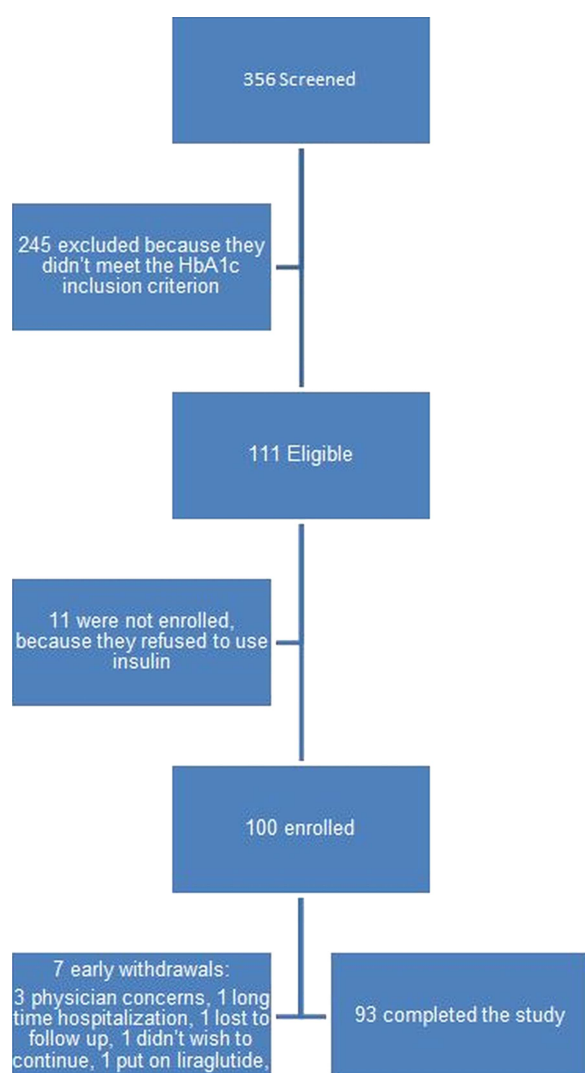 356 Screened
245 excluded because they
didn't meet the HbA1c
inclusion criterion
111 Eligible
11 were not enrolled,
because they refused to use
insulin
100 enrolled
7 early withdrawals:
3 physician concerns, 1 long
time hospitalization, 1 lost to
follow up, 1 didn't wish to
continue, 1 put on liraglutide,
93 completed the study